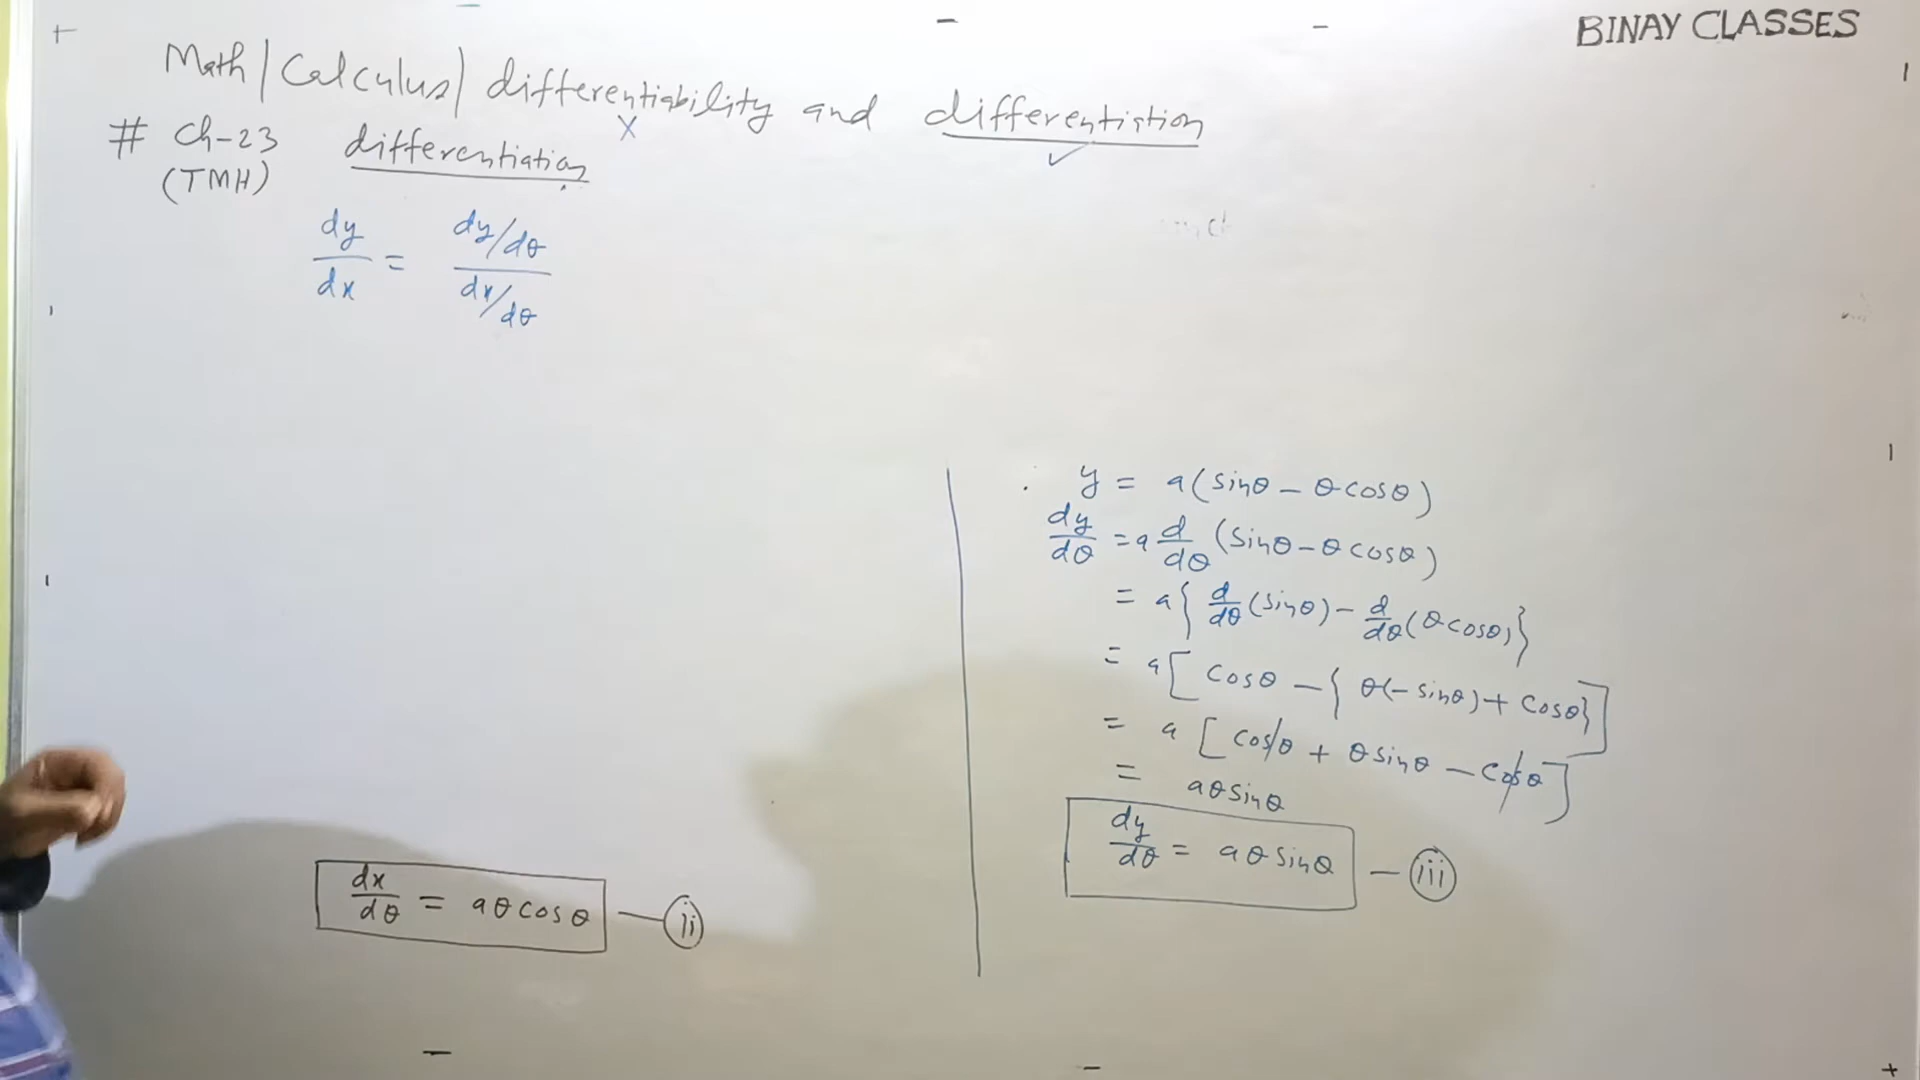 BINAY CLASSES
Math/Calculus/differentiability and differentiation
X ✓
# Ch-23 differentiation
(TMH)
dy/dx = (dy/dθ)/(dx/dθ)
y = a(sinθ - θcosθ)
dy/dθ = a d/dθ (sinθ - θcosθ)
= a{ d/dθ (sinθ) - d/dθ (θcosθ)}
= a[ cosθ - { θ(-sinθ) + cosθ}]
= a [ cosθ + θsinθ - cosθ ]
= aθsinθ
dy/dθ = aθsinθ — (iii)
dx/dθ = aθcosθ — (ii)